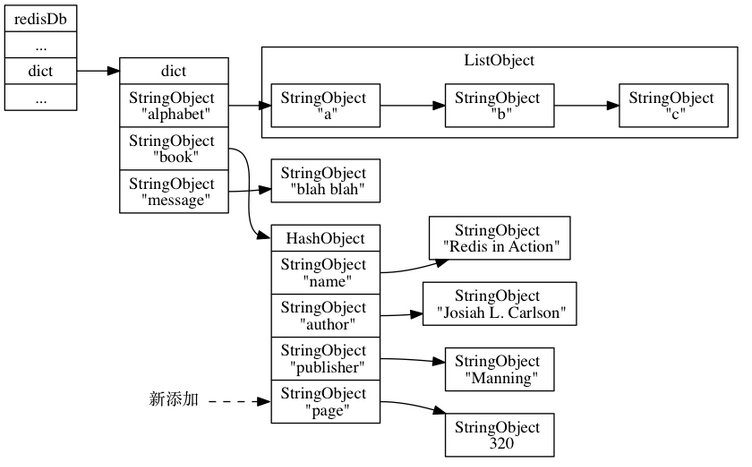 redisDb
...
dict
...
dict
StringObject
"alphabet"
StringObject
"book"
StringObject
"message"
ListObject
StringObject
"a"
StringObject
"b"
StringObject
"c"
StringObject
"blah blah"
HashObject
StringObject
"name"
StringObject
"author"
StringObject
"publisher"
StringObject
"page"
StringObject
"Redis in Action"
StringObject
"Josiah L. Carlson"
StringObject
"Manning"
StringObject
320
新添加